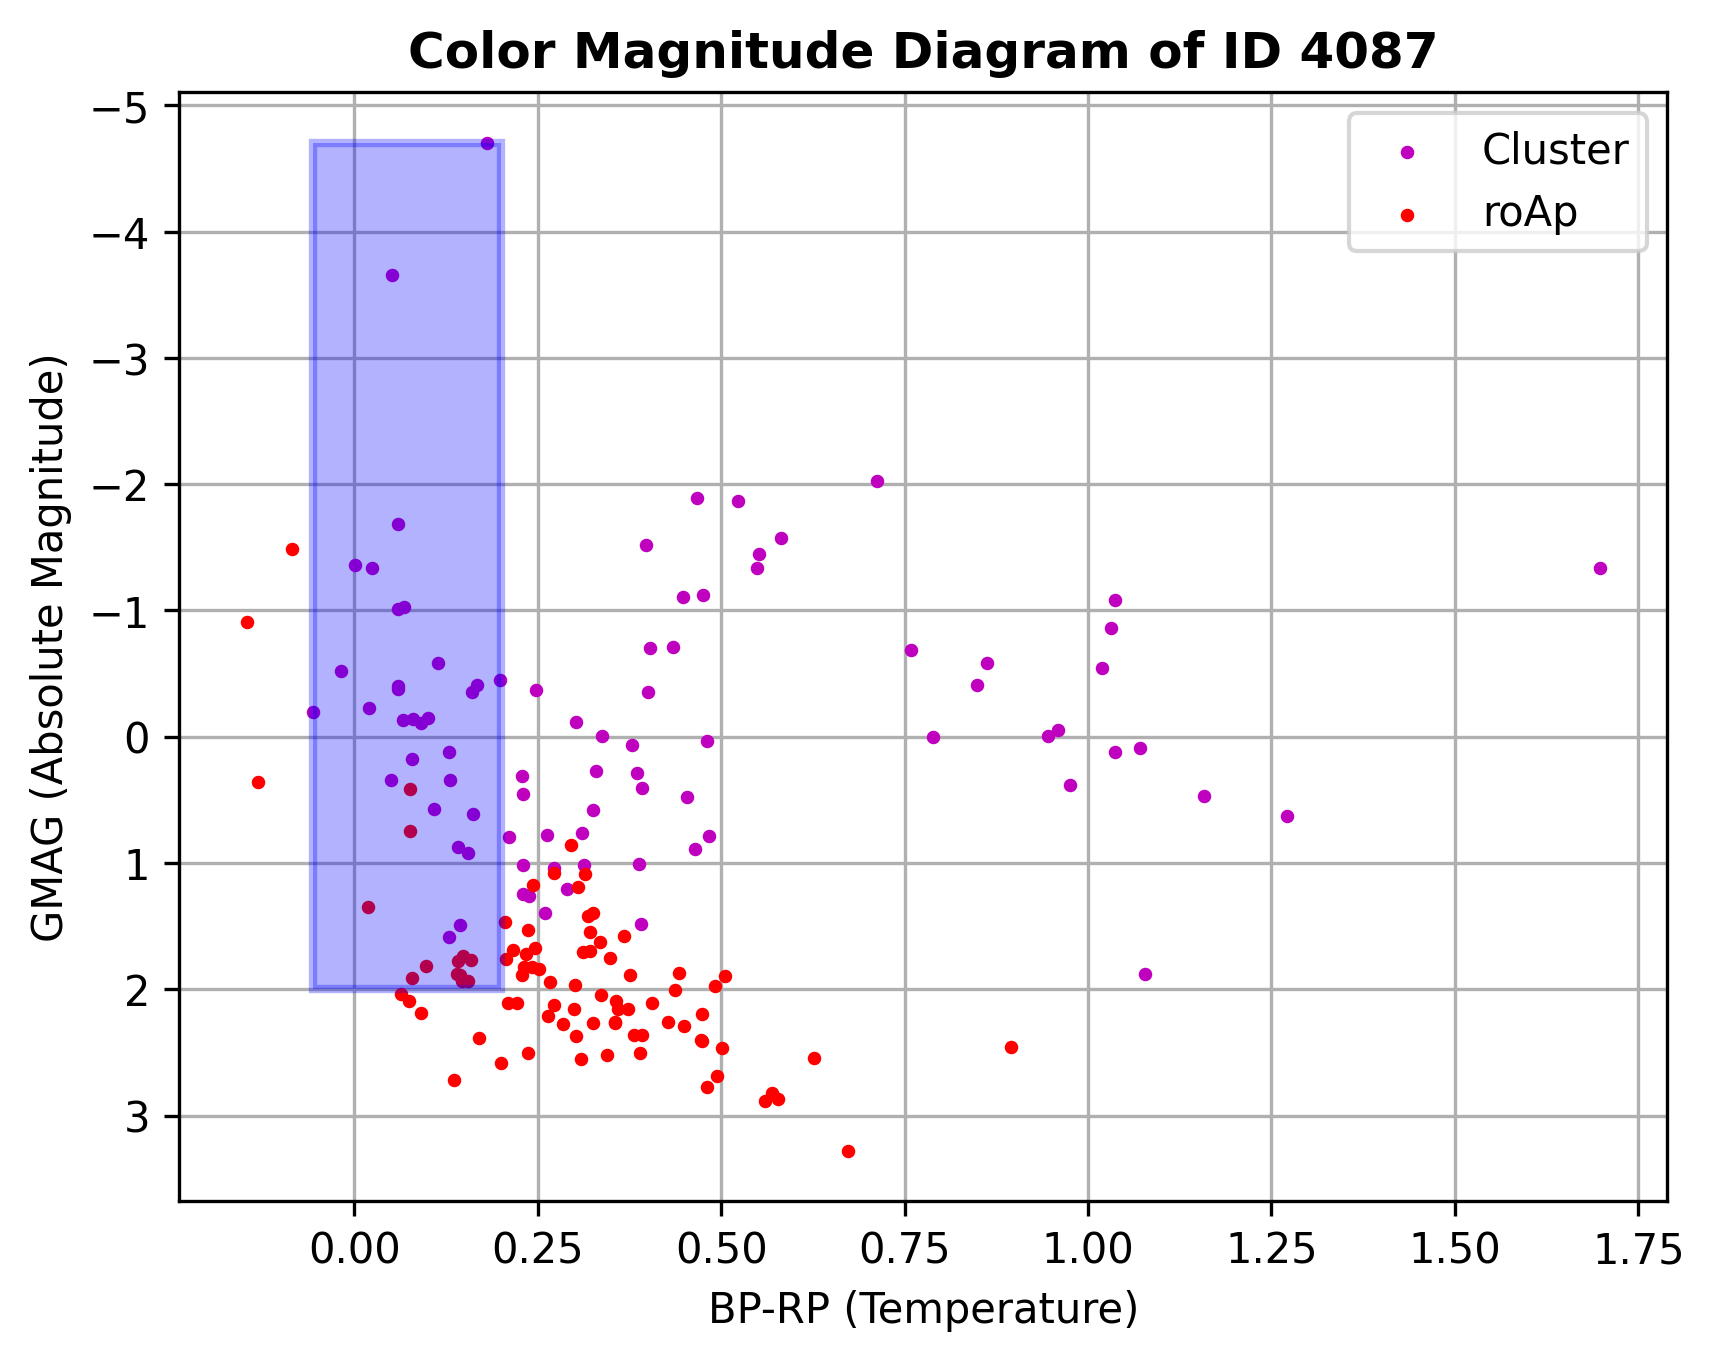 Color Magnitude Diagram of ID 4087
Cluster
roAp
GMAG (Absolute Magnitude)
−5
−4
−3
−2
−1
0
1
2
3
0.00 0.25 0.50 0.75 1.00 1.25 1.50 1.75
BP-RP (Temperature)